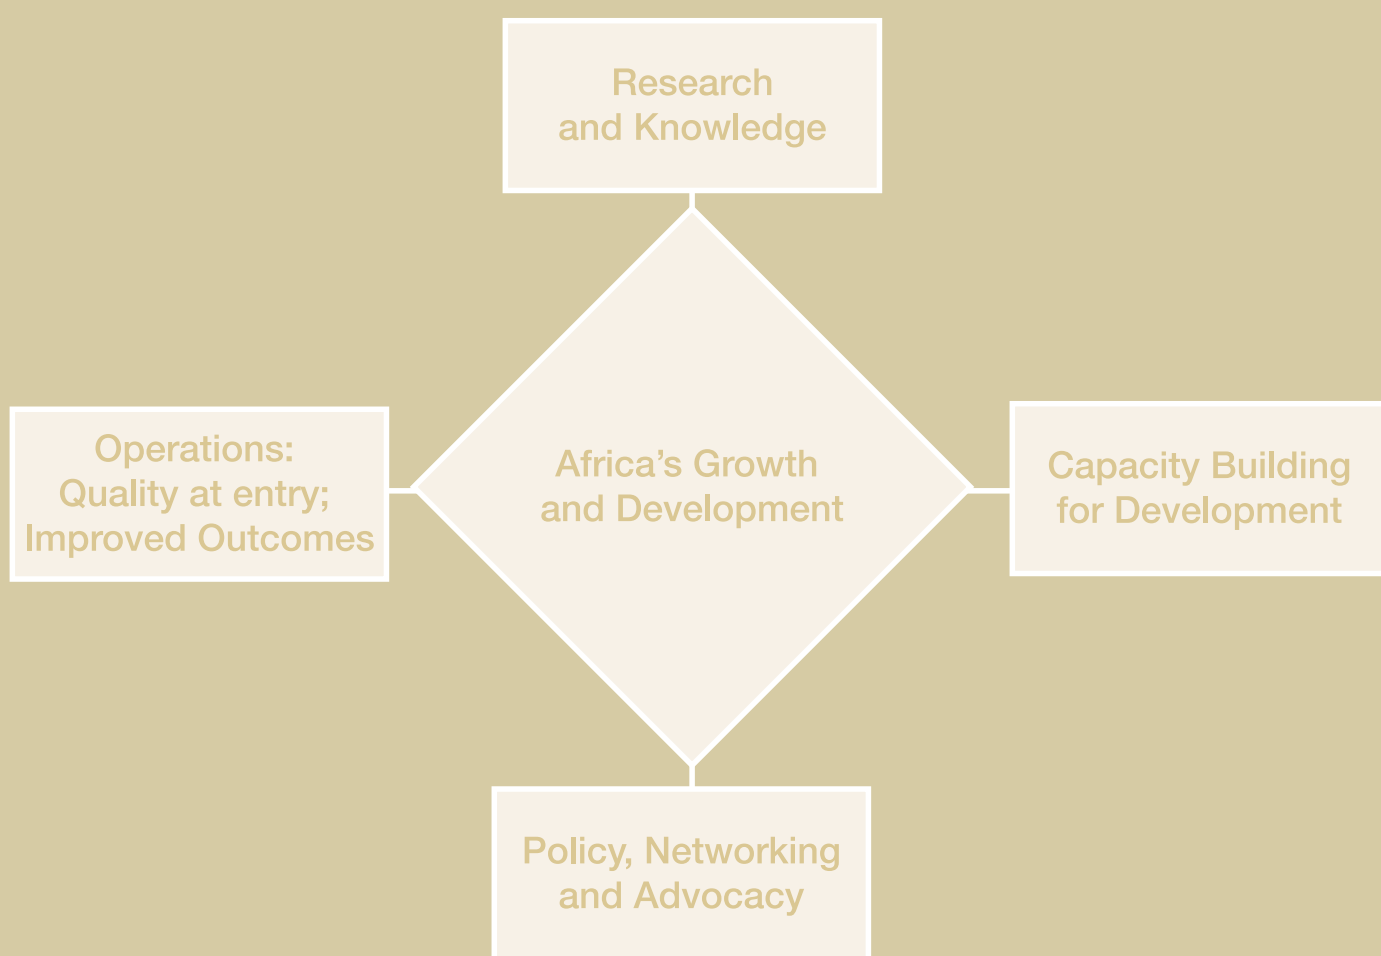 Research
and Knowledge
Operations:
Quality at entry;
Improved Outcomes
Africa’s Growth
and Development
Capacity Building
for Development
Policy, Networking
and Advocacy